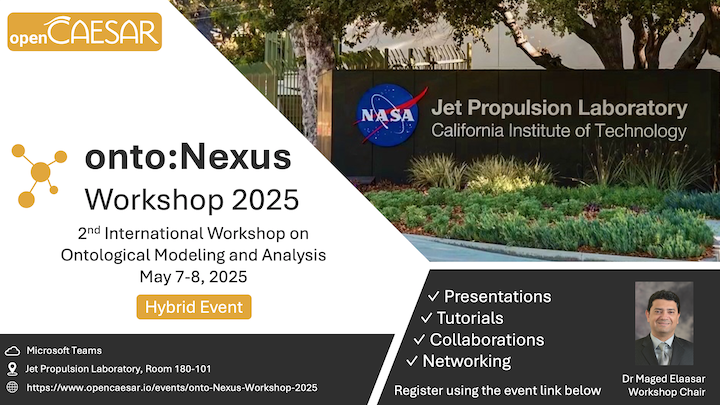 openCAESAR
NASA
Jet Propulsion Laboratory
California Institute of Technology
onto:Nexus
Workshop 2025
2nd International Workshop on
Ontological Modeling and Analysis
May 7-8, 2025
Hybrid Event
Microsoft Teams
Jet Propulsion Laboratory, Room 180-101
https://www.opencaesar.io/events/onto-Nexus-Workshop-2025
✓ Presentations
✓ Tutorials
✓ Collaborations
✓ Networking
Register using the event link below
Dr Maged Elaasar
Workshop Chair